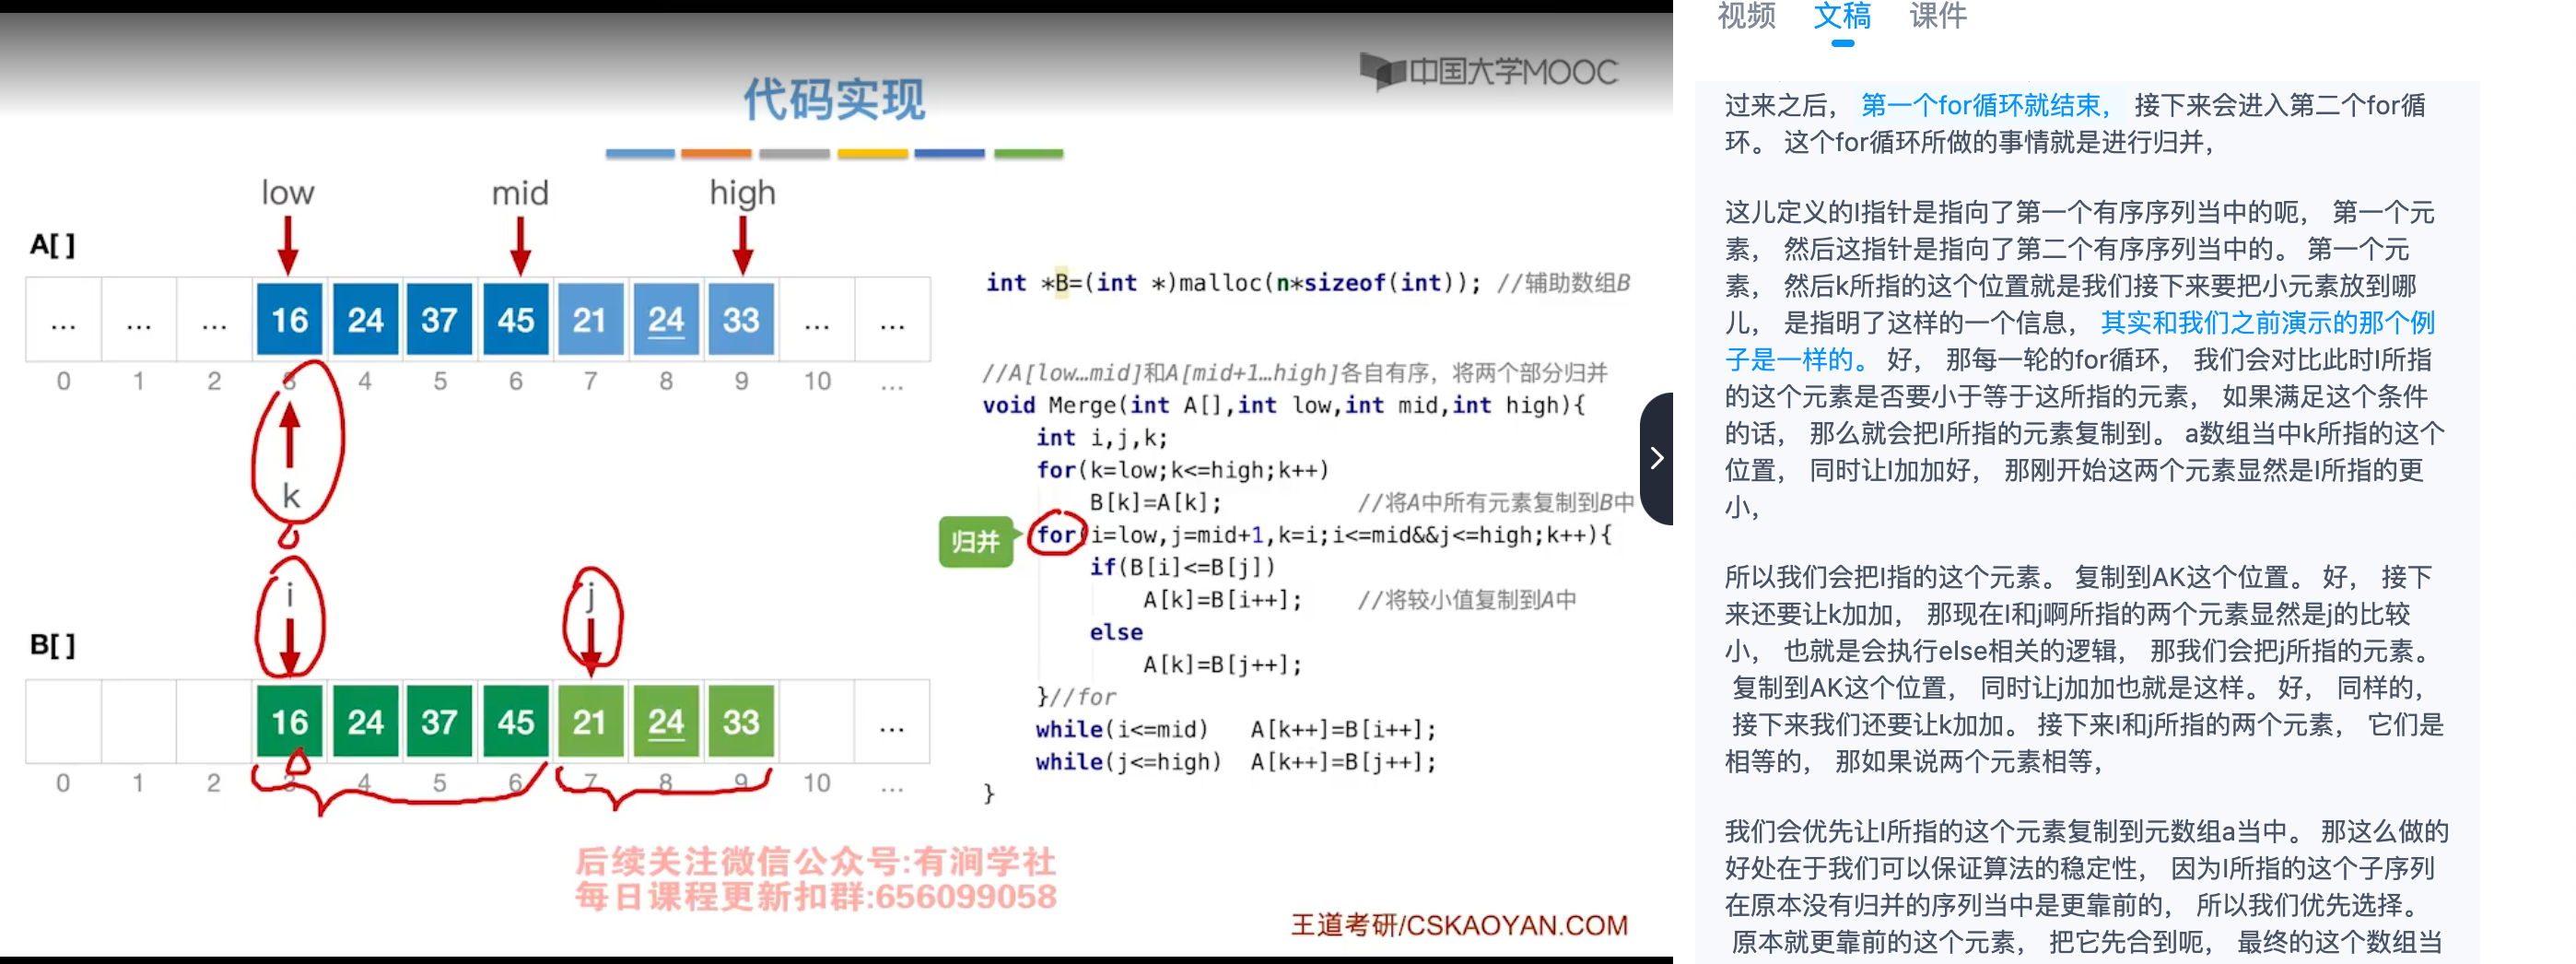 中国大学MOOC
代码实现
low mid high
A[ ]
... ... ... 16 24 37 45 21 24 33 ... ...
0 1 2 3 4 5 6 7 8 9 10 ...
k
i j
B[ ]
16 24 37 45 21 24 33 ...
0 1 2 3 4 5 6 7 8 9 10 ...
int *B=(int *)malloc(n*sizeof(int)); //辅助数组B
//A[low…mid]和A[mid+1…high]各自有序，将两个部分归并
void Merge(int A[],int low,int mid,int high){
int i,j,k;
for(k=low;k<=high;k++)
B[k]=A[k]; //将A中所有元素复制到B中
归并
for(i=low,j=mid+1,k=i;i<=mid&&j<=high;k++){
if(B[i]<=B[j])
A[k]=B[i++]; //将较小值复制到A中
else
A[k]=B[j++];
}//for
while(i<=mid) A[k++]=B[i++];
while(j<=high) A[k++]=B[j++];
}
后续关注微信公众号:有涧学社
每日课程更新扣群:656099058
王道考研/CSKAOYAN.COM
视频 文稿 课件
过来之后， 第一个for循环就结束， 接下来会进入第二个for循
环。 这个for循环所做的事情就是进行归并，
这儿定义的I指针是指向了第一个有序序列当中的呃， 第一个元
素， 然后这指针是指向了第二个有序序列当中的。 第一个元
素， 然后k所指的这个位置就是我们接下来要把小元素放到哪
儿， 是指明了这样的一个信息， 其实和我们之前演示的那个例
子是一样的。 好， 那每一轮的for循环， 我们会对比此时I所指
的这个元素是否要小于等于这所指的元素， 如果满足这个条件
的话， 那么就会把I所指的元素复制到。 a数组当中k所指的这个
位置， 同时让I加加好， 那刚开始这两个元素显然是I所指的更
小，
所以我们会把I指的这个元素。 复制到AK这个位置。 好， 接下
来还要让k加加， 那现在I和j啊所指的两个元素显然是j的比较
小， 也就是会执行else相关的逻辑， 那我们会把j所指的元素。
复制到AK这个位置， 同时让j加加也就是这样。 好， 同样的，
接下来我们还要让k加加。 接下来I和j所指的两个元素， 它们是
相等的， 那如果说两个元素相等，
我们会优先让I所指的这个元素复制到元数组a当中。 那这么做的
好处在于我们可以保证算法的稳定性， 因为I所指的这个子序列
在原本没有归并的序列当中是更靠前的， 所以我们优先选择。
原本就更靠前的这个元素， 把它先合到呃， 最终的这个数组当